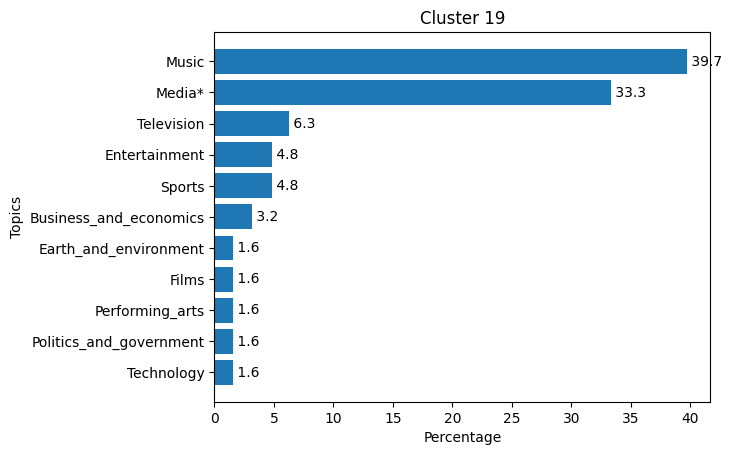 Cluster 19
Music 39.7
Media* 33.3
Television 6.3
Entertainment 4.8
Sports 4.8
Business_and_economics 3.2
Earth_and_environment 1.6
Films 1.6
Performing_arts 1.6
Politics_and_government 1.6
Technology 1.6
0 5 10 15 20 25 30 35 40
Percentage
Topics